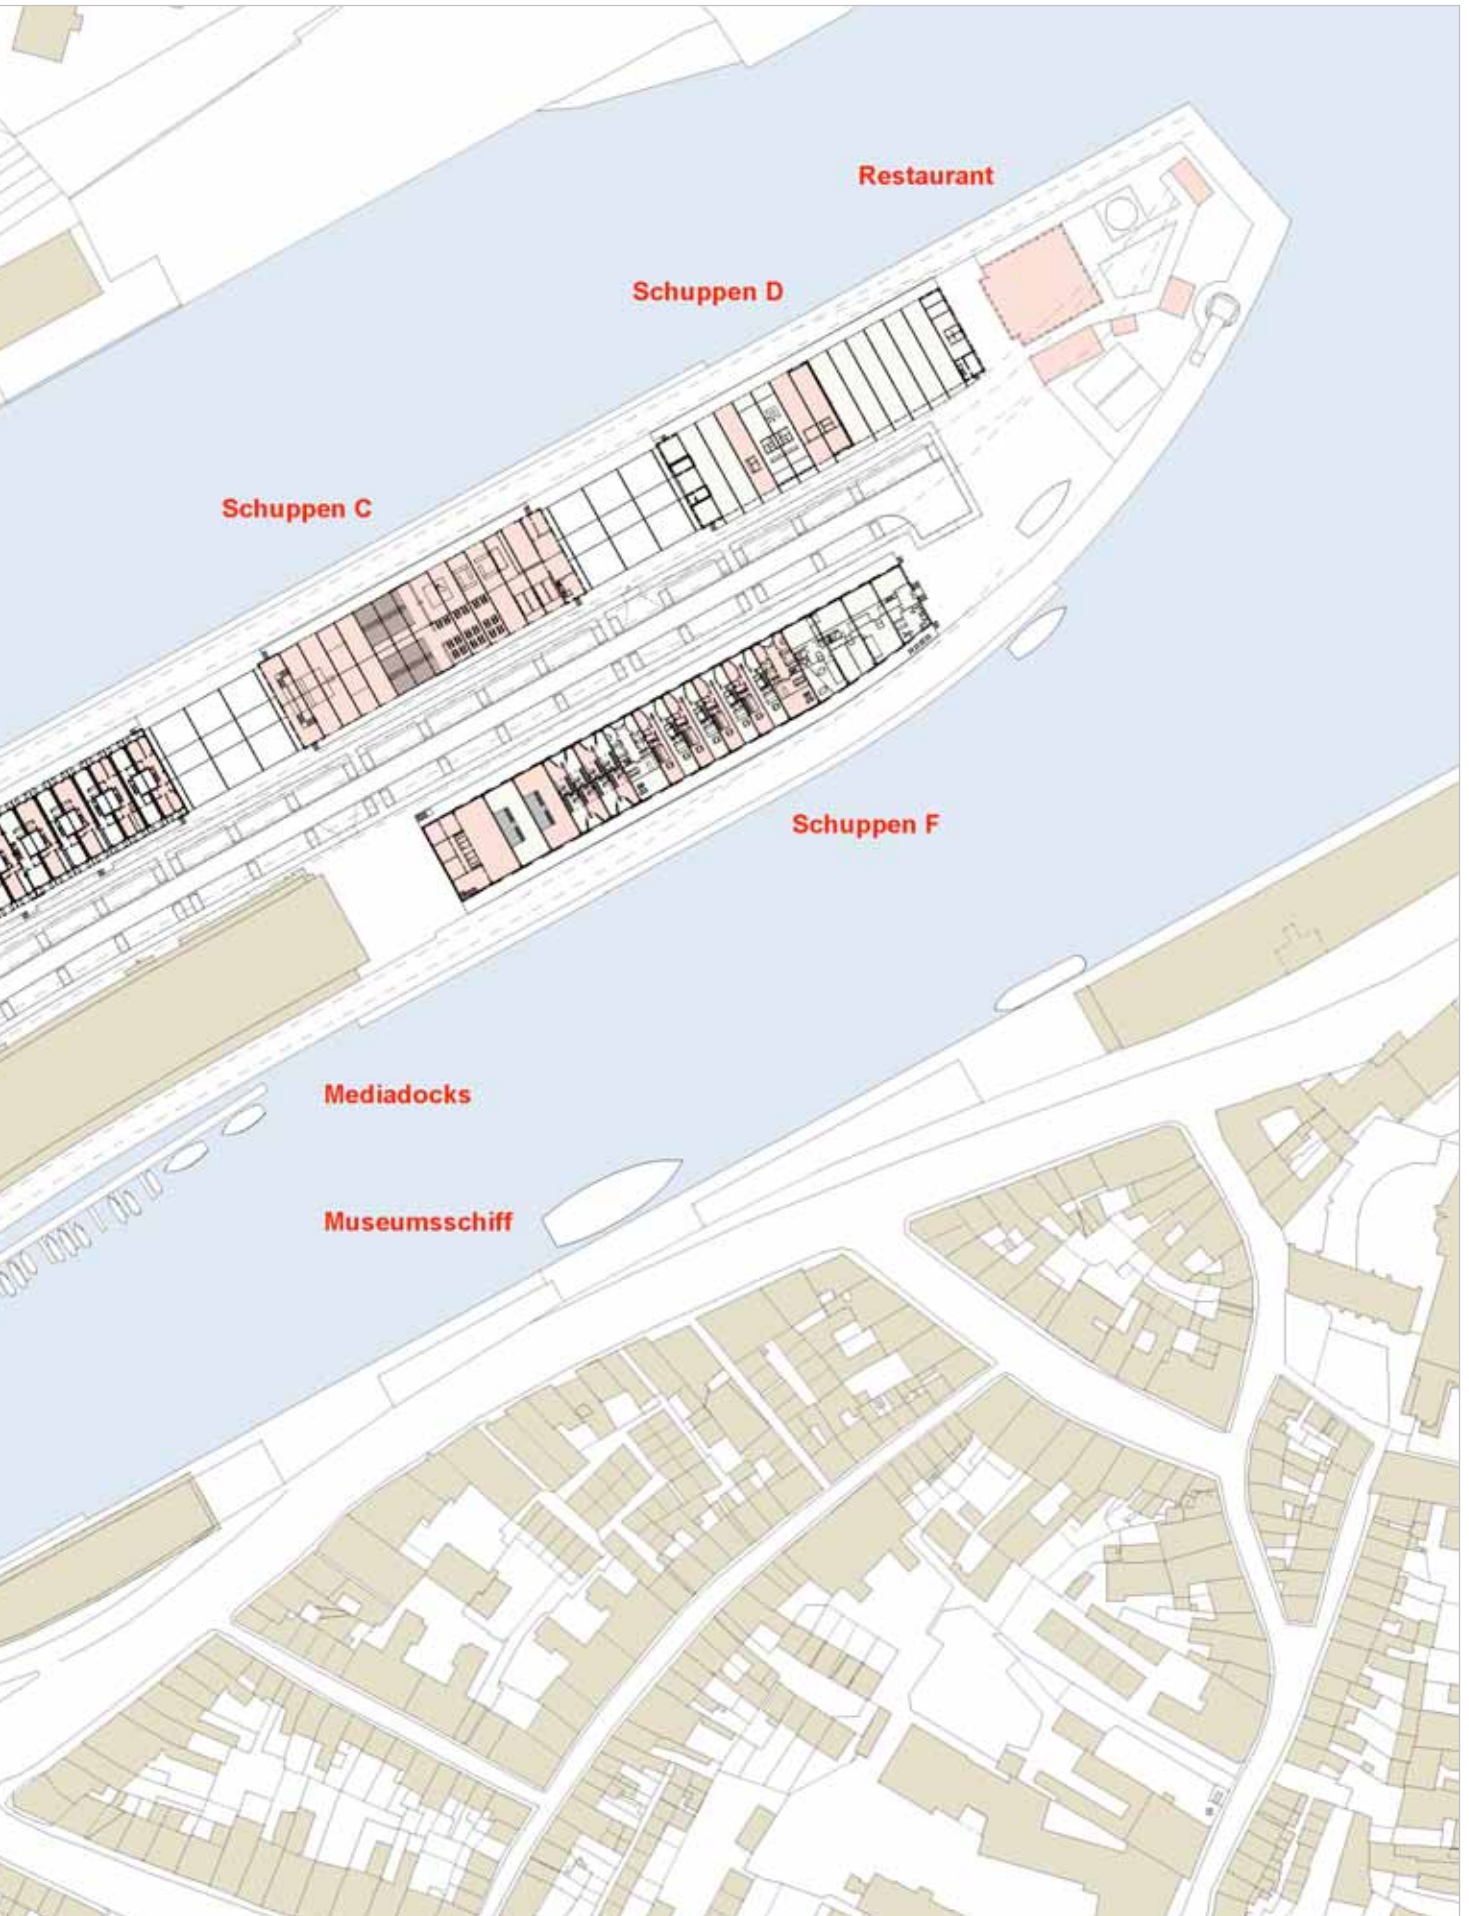 Restaurant
Schuppen D
Schuppen C
Schuppen F
Mediadocks
Museumsschiff